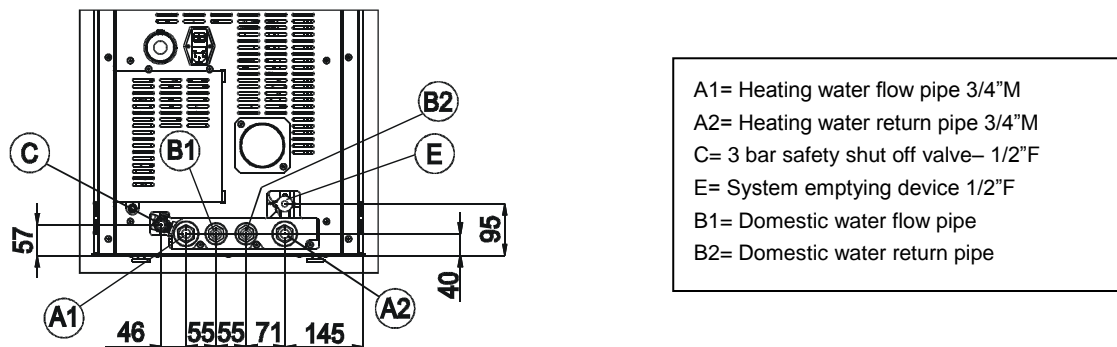 B2
B1
E
C
57
95
40
A1
A2
46
55
55
71
145
A1= Heating water flow pipe 3/4”M
A2= Heating water return pipe 3/4”M
C= 3 bar safety shut off valve– 1/2”F
E= System emptying device 1/2”F
B1= Domestic water flow pipe
B2= Domestic water return pipe